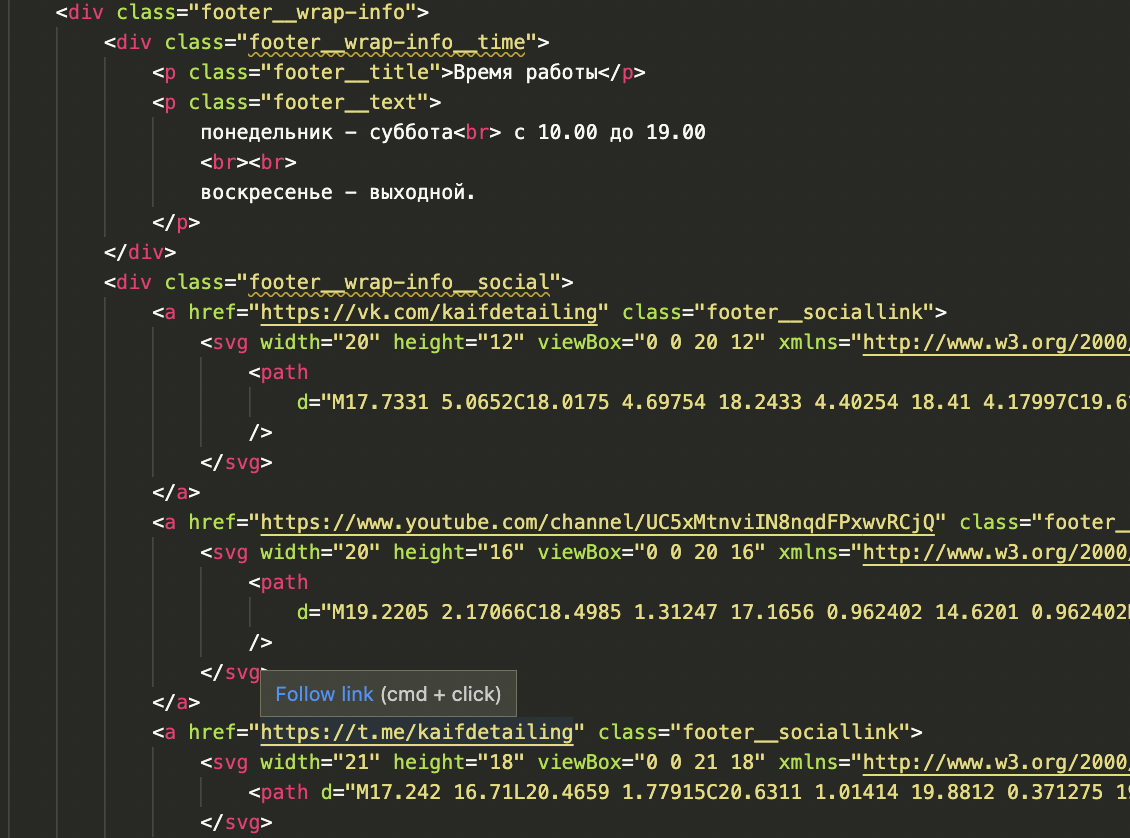 <div class="footer__wrap-info">
<div class="footer__wrap-info__time">
<p class="footer__title">Время работы</p>
<p class="footer__text">
понедельник – суббота<br> с 10.00 до 19.00
<br><br>
воскресенье – выходной.
</p>
</div>
<div class="footer__wrap-info__social">
<a href="https://vk.com/kaifdetailing" class="footer__sociallink">
<svg width="20" height="12" viewBox="0 0 20 12" xmlns="http://www.w3.org/2000/
<path
d="M17.7331 5.0652C18.0175 4.69754 18.2433 4.40254 18.41 4.17997C19.6
/>
</svg>
</a>
<a href="https://www.youtube.com/channel/UC5xMtnviIN8nqdFPxwvRCjQ" class="footer_
<svg width="20" height="16" viewBox="0 0 20 16" xmlns="http://www.w3.org/2000/
<path
d="M19.2205 2.17066C18.4985 1.31247 17.1656 0.962402 14.6201 0.962402
/>
</svg>
Follow link (cmd + click)
</a>
<a href="https://t.me/kaifdetailing" class="footer__sociallink">
<svg width="21" height="18" viewBox="0 0 21 18" xmlns="http://www.w3.org/2000/
<path d="M17.242 16.71L20.4659 1.77915C20.6311 1.01414 19.8812 0.371275 19
</svg>